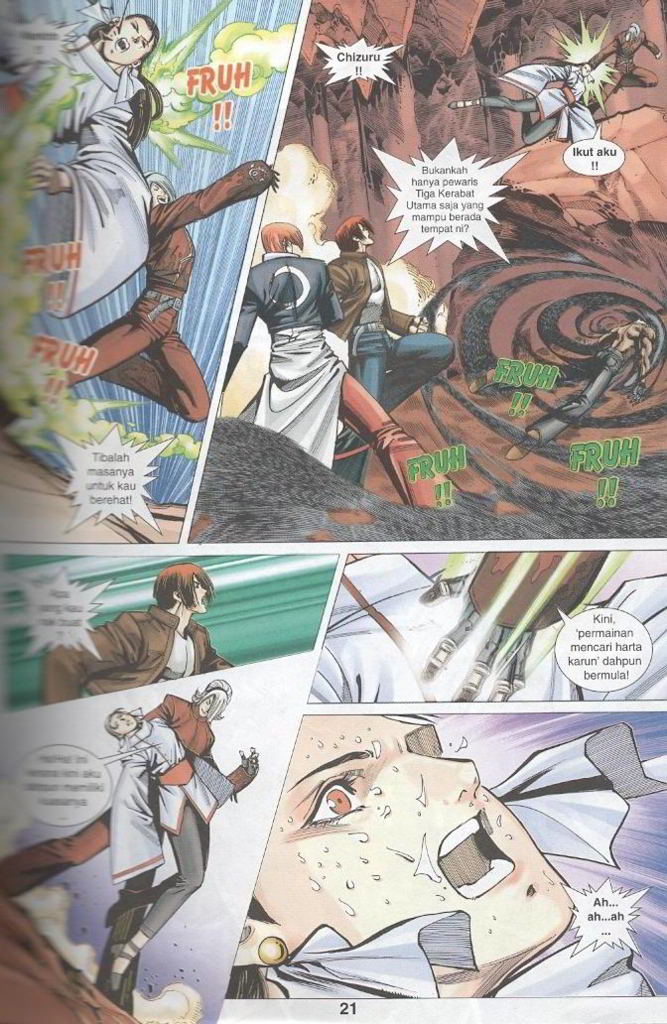 FRUH
!!
FRUH
!!
FRUH
!!
Tibalah
masanya
untuk kau
berehat!
Chizuru
!!
Ikut aku
!!
Bukankah
hanya pewaris
Tiga Kerabat
Utama saja yang
mampu berada
tempat ni?
FRUH
!!
FRUH
!!
FRUH
!!
Kini,
'permainan
mencari harta
karun' dahpun
bermula!
Ah...
ah...ah
...
21